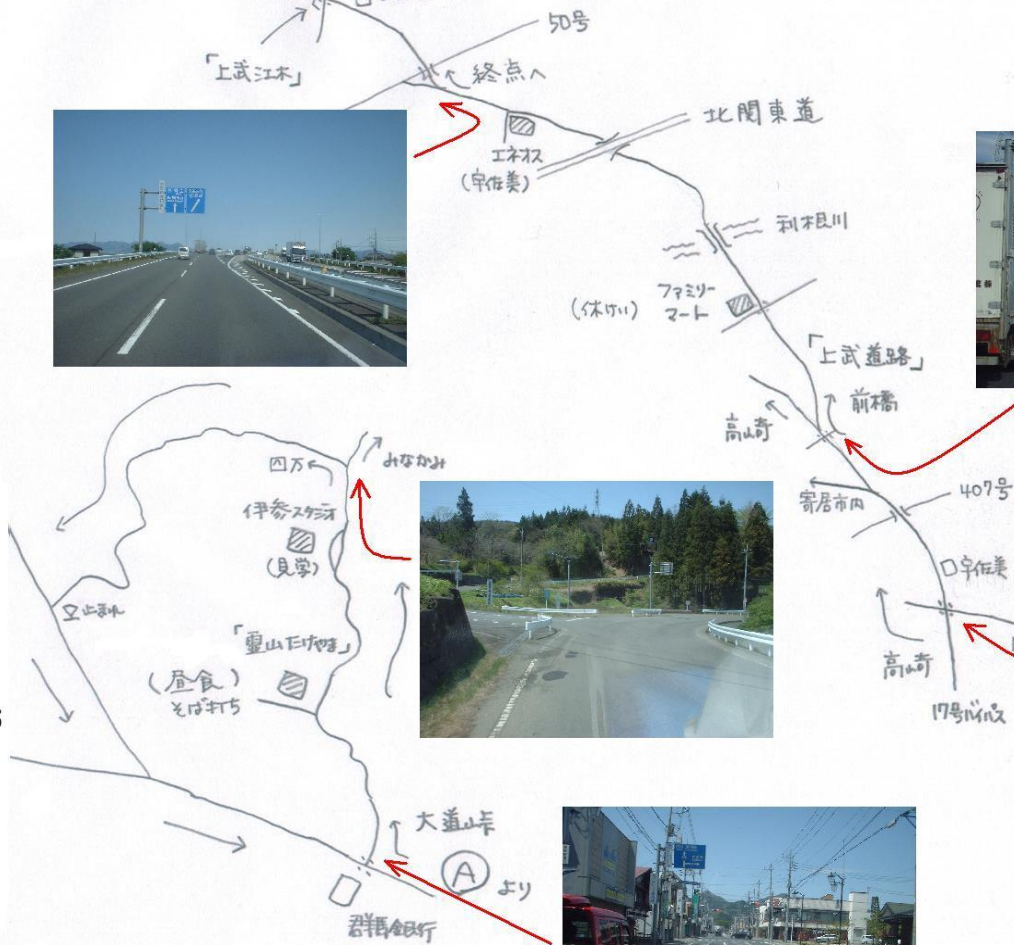 50号
「上武江木」
終点へ
北関東道
エネオス
(宇佐美)
利根川
ファミリー
マート
(休けい)
「上武道路」
前橋
高崎
寄居市内
407号
宇佐美
高崎
17号バイパス
みなかみ
四万
伊参スタジオ
(見学)
止まれ
「霊山たけやま」
(昼食)
そば打ち
大道峠
A より
群馬銀行